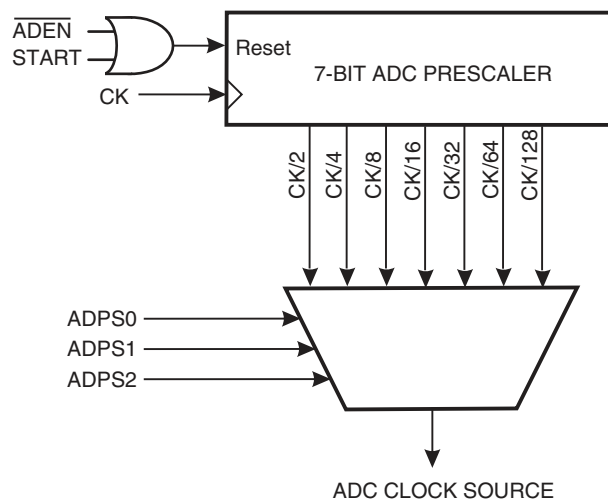 ADEN
START
Reset
7-BIT ADC PRESCALER
CK
CK/2
CK/4
CK/8
CK/16
CK/32
CK/64
CK/128
ADPS0
ADPS1
ADPS2
ADC CLOCK SOURCE